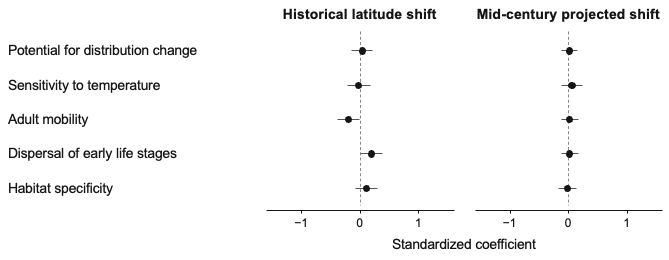 Historical latitude shift
Mid-century projected shift
Potential for distribution change
Sensitivity to temperature
Adult mobility
Dispersal of early life stages
Habitat specificity
−1 0 1
−1 0 1
Standardized coefficient